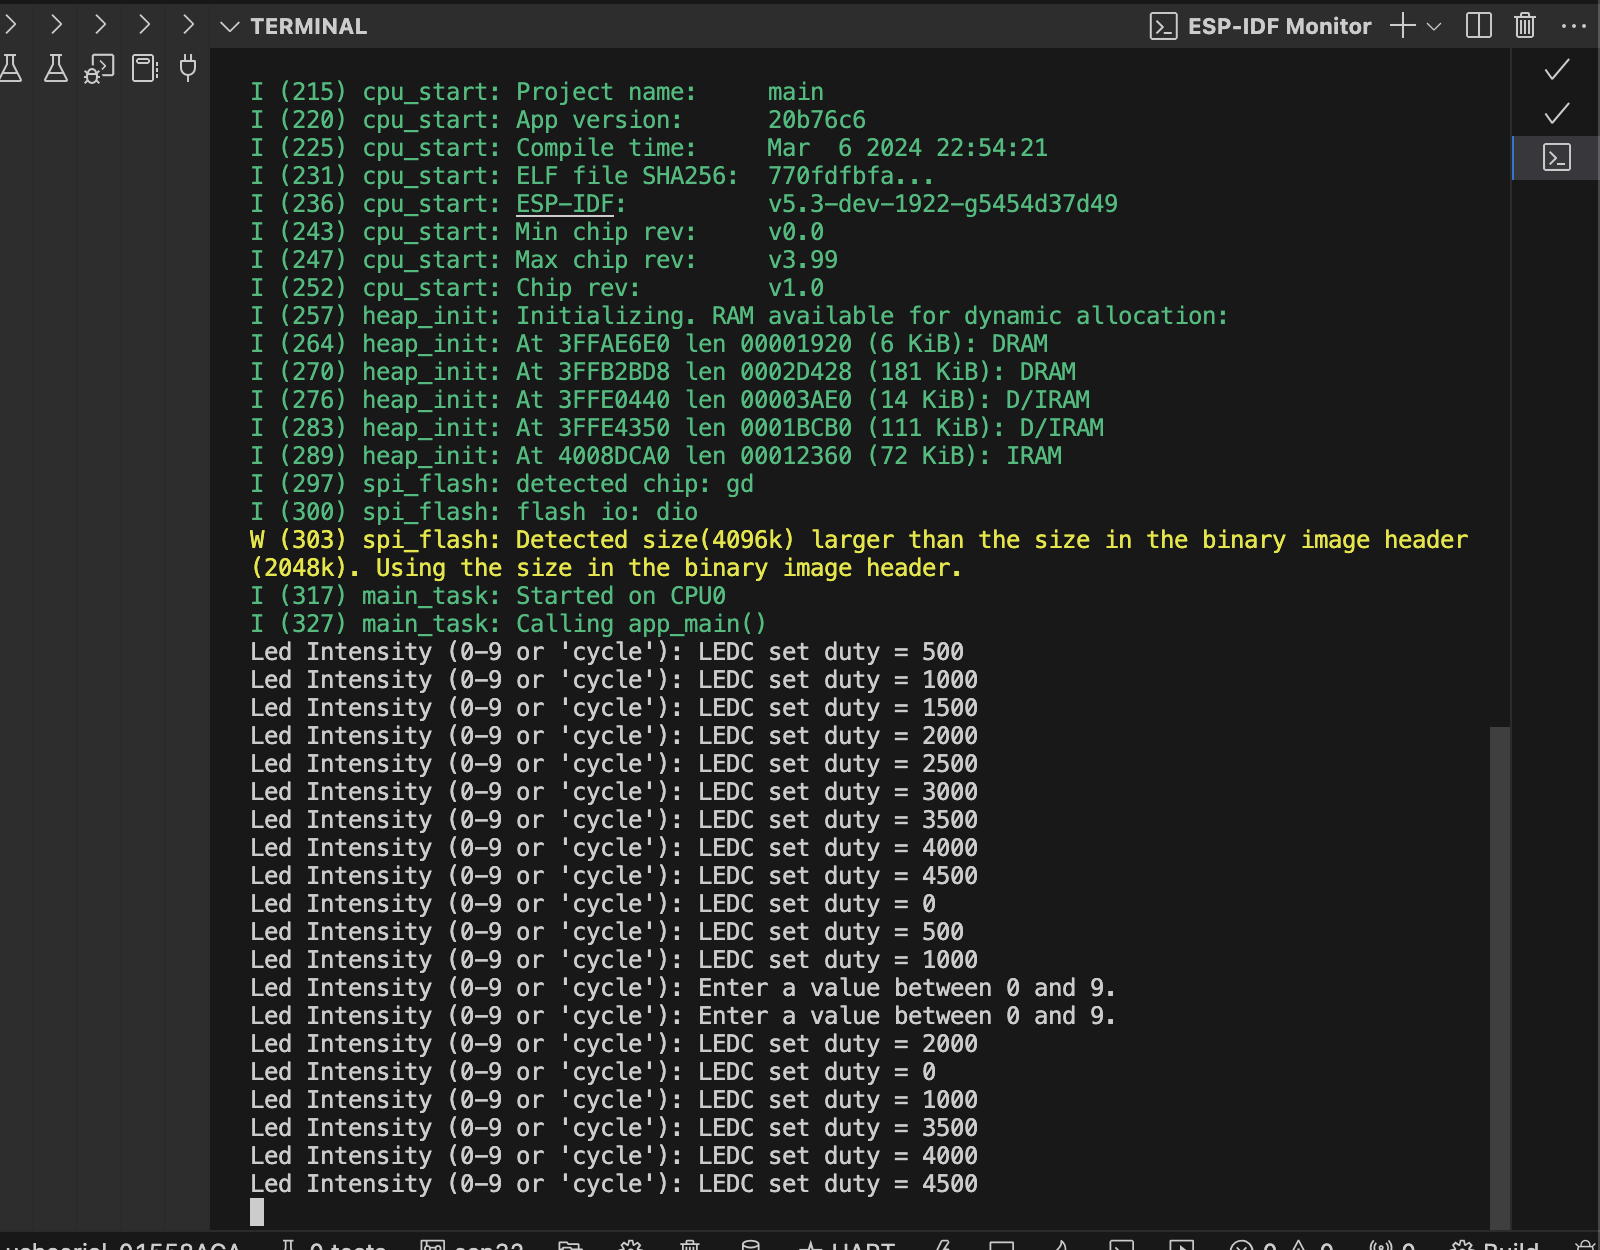 TERMINAL
ESP-IDF Monitor
I (215) cpu_start: Project name:     main
I (220) cpu_start: App version:      20b76c6
I (225) cpu_start: Compile time:     Mar  6 2024 22:54:21
I (231) cpu_start: ELF file SHA256:  770fdfbfa...
I (236) cpu_start: ESP-IDF:          v5.3-dev-1922-g5454d37d49
I (243) cpu_start: Min chip rev:     v0.0
I (247) cpu_start: Max chip rev:     v3.99
I (252) cpu_start: Chip rev:         v1.0
I (257) heap_init: Initializing. RAM available for dynamic allocation:
I (264) heap_init: At 3FFAE6E0 len 00001920 (6 KiB): DRAM
I (270) heap_init: At 3FFB2BD8 len 0002D428 (181 KiB): DRAM
I (276) heap_init: At 3FFE0440 len 00003AE0 (14 KiB): D/IRAM
I (283) heap_init: At 3FFE4350 len 0001BCB0 (111 KiB): D/IRAM
I (289) heap_init: At 4008DCA0 len 00012360 (72 KiB): IRAM
I (297) spi_flash: detected chip: gd
I (300) spi_flash: flash io: dio
W (303) spi_flash: Detected size(4096k) larger than the size in the binary image header
(2048k). Using the size in the binary image header.
I (317) main_task: Started on CPU0
I (327) main_task: Calling app_main()
Led Intensity (0-9 or 'cycle'): LEDC set duty = 500
Led Intensity (0-9 or 'cycle'): LEDC set duty = 1000
Led Intensity (0-9 or 'cycle'): LEDC set duty = 1500
Led Intensity (0-9 or 'cycle'): LEDC set duty = 2000
Led Intensity (0-9 or 'cycle'): LEDC set duty = 2500
Led Intensity (0-9 or 'cycle'): LEDC set duty = 3000
Led Intensity (0-9 or 'cycle'): LEDC set duty = 3500
Led Intensity (0-9 or 'cycle'): LEDC set duty = 4000
Led Intensity (0-9 or 'cycle'): LEDC set duty = 4500
Led Intensity (0-9 or 'cycle'): LEDC set duty = 0
Led Intensity (0-9 or 'cycle'): LEDC set duty = 500
Led Intensity (0-9 or 'cycle'): LEDC set duty = 1000
Led Intensity (0-9 or 'cycle'): Enter a value between 0 and 9.
Led Intensity (0-9 or 'cycle'): Enter a value between 0 and 9.
Led Intensity (0-9 or 'cycle'): LEDC set duty = 2000
Led Intensity (0-9 or 'cycle'): LEDC set duty = 0
Led Intensity (0-9 or 'cycle'): LEDC set duty = 1000
Led Intensity (0-9 or 'cycle'): LEDC set duty = 3500
Led Intensity (0-9 or 'cycle'): LEDC set duty = 4000
Led Intensity (0-9 or 'cycle'): LEDC set duty = 4500
0 tests esp32 UART 0 0 0 Build